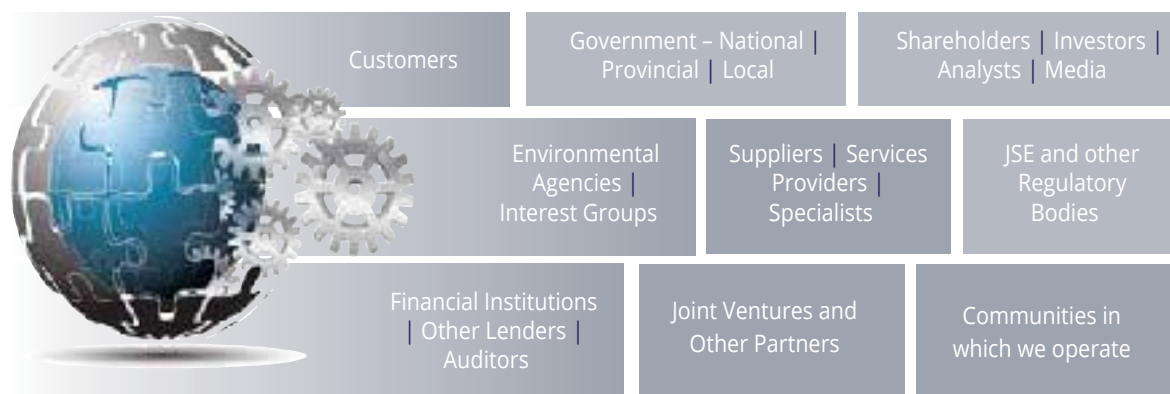 Customers
Government – National |
Provincial | Local
Shareholders | Investors |
Analysts | Media
Environmental
Agencies |
Interest Groups
Suppliers | Services
Providers |
Specialists
JSE and other
Regulatory
Bodies
Financial Institutions
| Other Lenders |
Auditors
Joint Ventures and
Other Partners
Communities in
which we operate